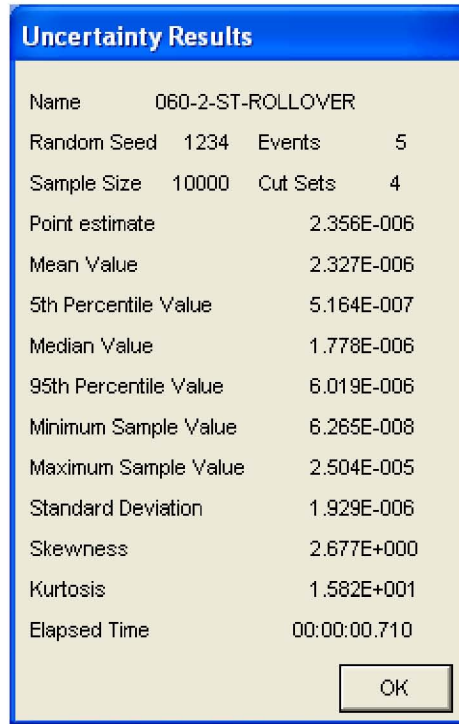 Uncertainty Results
Name 060-2-ST-ROLLOVER
Random Seed 1234 Events 5
Sample Size 10000 Cut Sets 4
Point estimate 2.356E-006
Mean Value 2.327E-006
5th Percentile Value 5.164E-007
Median Value 1.778E-006
95th Percentile Value 6.019E-006
Minimum Sample Value 6.265E-008
Maximum Sample Value 2.504E-005
Standard Deviation 1.929E-006
Skewness 2.677E+000
Kurtosis 1.582E+001
Elapsed Time 00:00:00.710
OK